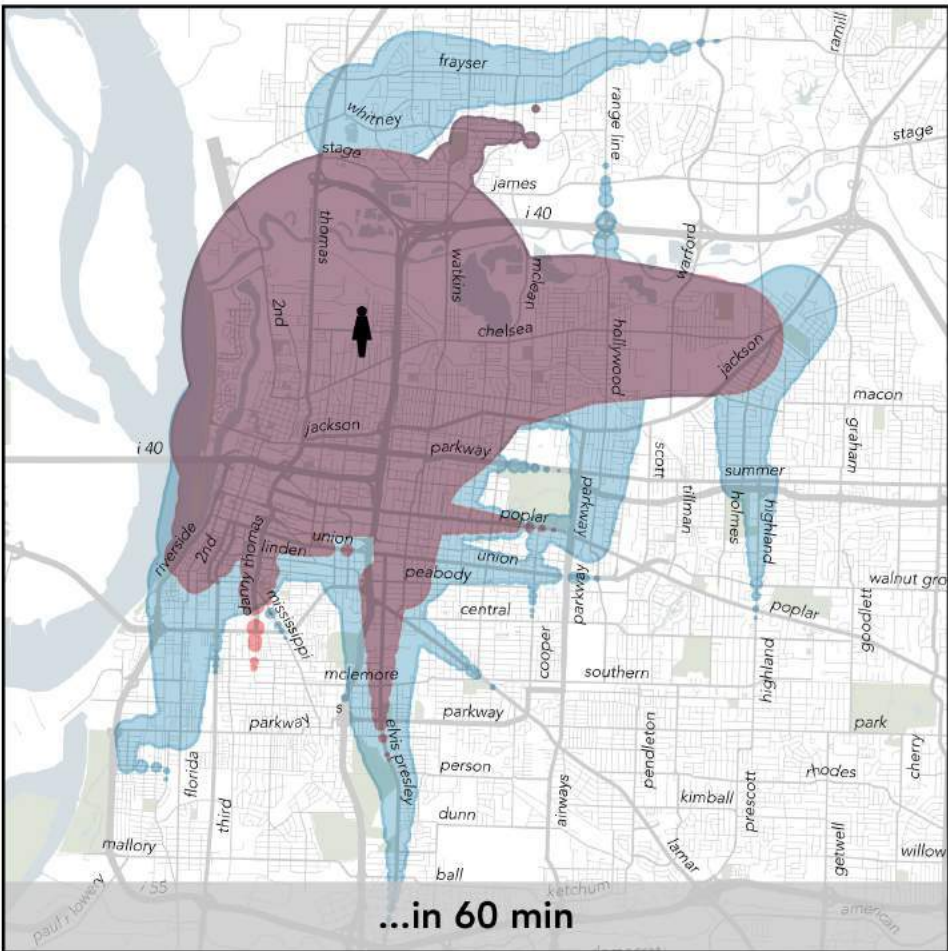 frayser
ramill
range line
whitney
stage
stage
james
i 40
thomas
watkins
mclean
warford
2nd
chelsea
hollywood
jackson
jackson
macon
parkway
graham
i 40
scott
summer
poplar
parkway
tillman
holmes
highland
union
riverside
2nd
linden
danny thomas
union
peabody
walnut gro
mississippi
central
poplar
parkway
goodlett
cooper
mclemore
southern
highland
s
parkway
parkway
park
elvis presley
florida
person
pendleton
rhodes
cherry
kimball
third
dunn
airways
prescott
getwell
mallory
lamar
willow
ball
i 55
ketchum
paul r lowery
american
...in 60 min
democrat